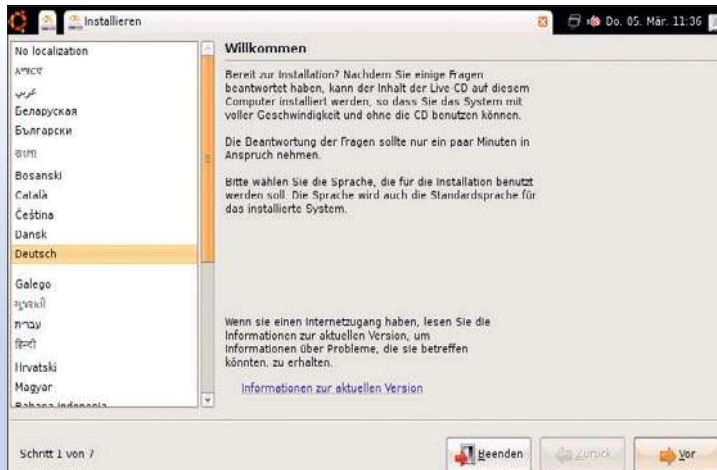 Installieren
Do. 05. Mär. 11:36
No localization
አማርኛ
عربي
Беларуская
Български
বাংলা
Bosanski
Català
Čeština
Dansk
Deutsch
Galego
ગુજરાતી
עברית
हिन्दी
Hrvatski
Magyar
Bahasa Indonesia
Willkommen
Bereit zur Installation? Nachdem Sie einige Fragen
beantwortet haben, kann der Inhalt der Live-CD auf diesem
Computer installiert werden, so dass Sie das System mit
voller Geschwindigkeit und ohne die CD benutzen können.
Die Beantwortung der Fragen sollte nur ein paar Minuten in
Anspruch nehmen.
Bitte wählen Sie die Sprache, die für die Installation benutzt
werden soll. Die Sprache wird auch die Standardsprache für
das installierte System.
Wenn sie einen Internetzugang haben, lesen Sie die
Informationen zur aktuellen Version, um
Informationen über Probleme, die sie betreffen
könnten, zu erhalten.
Informationen zur aktuellen Version
Schritt 1 von 7
Beenden
Zurück
Vor